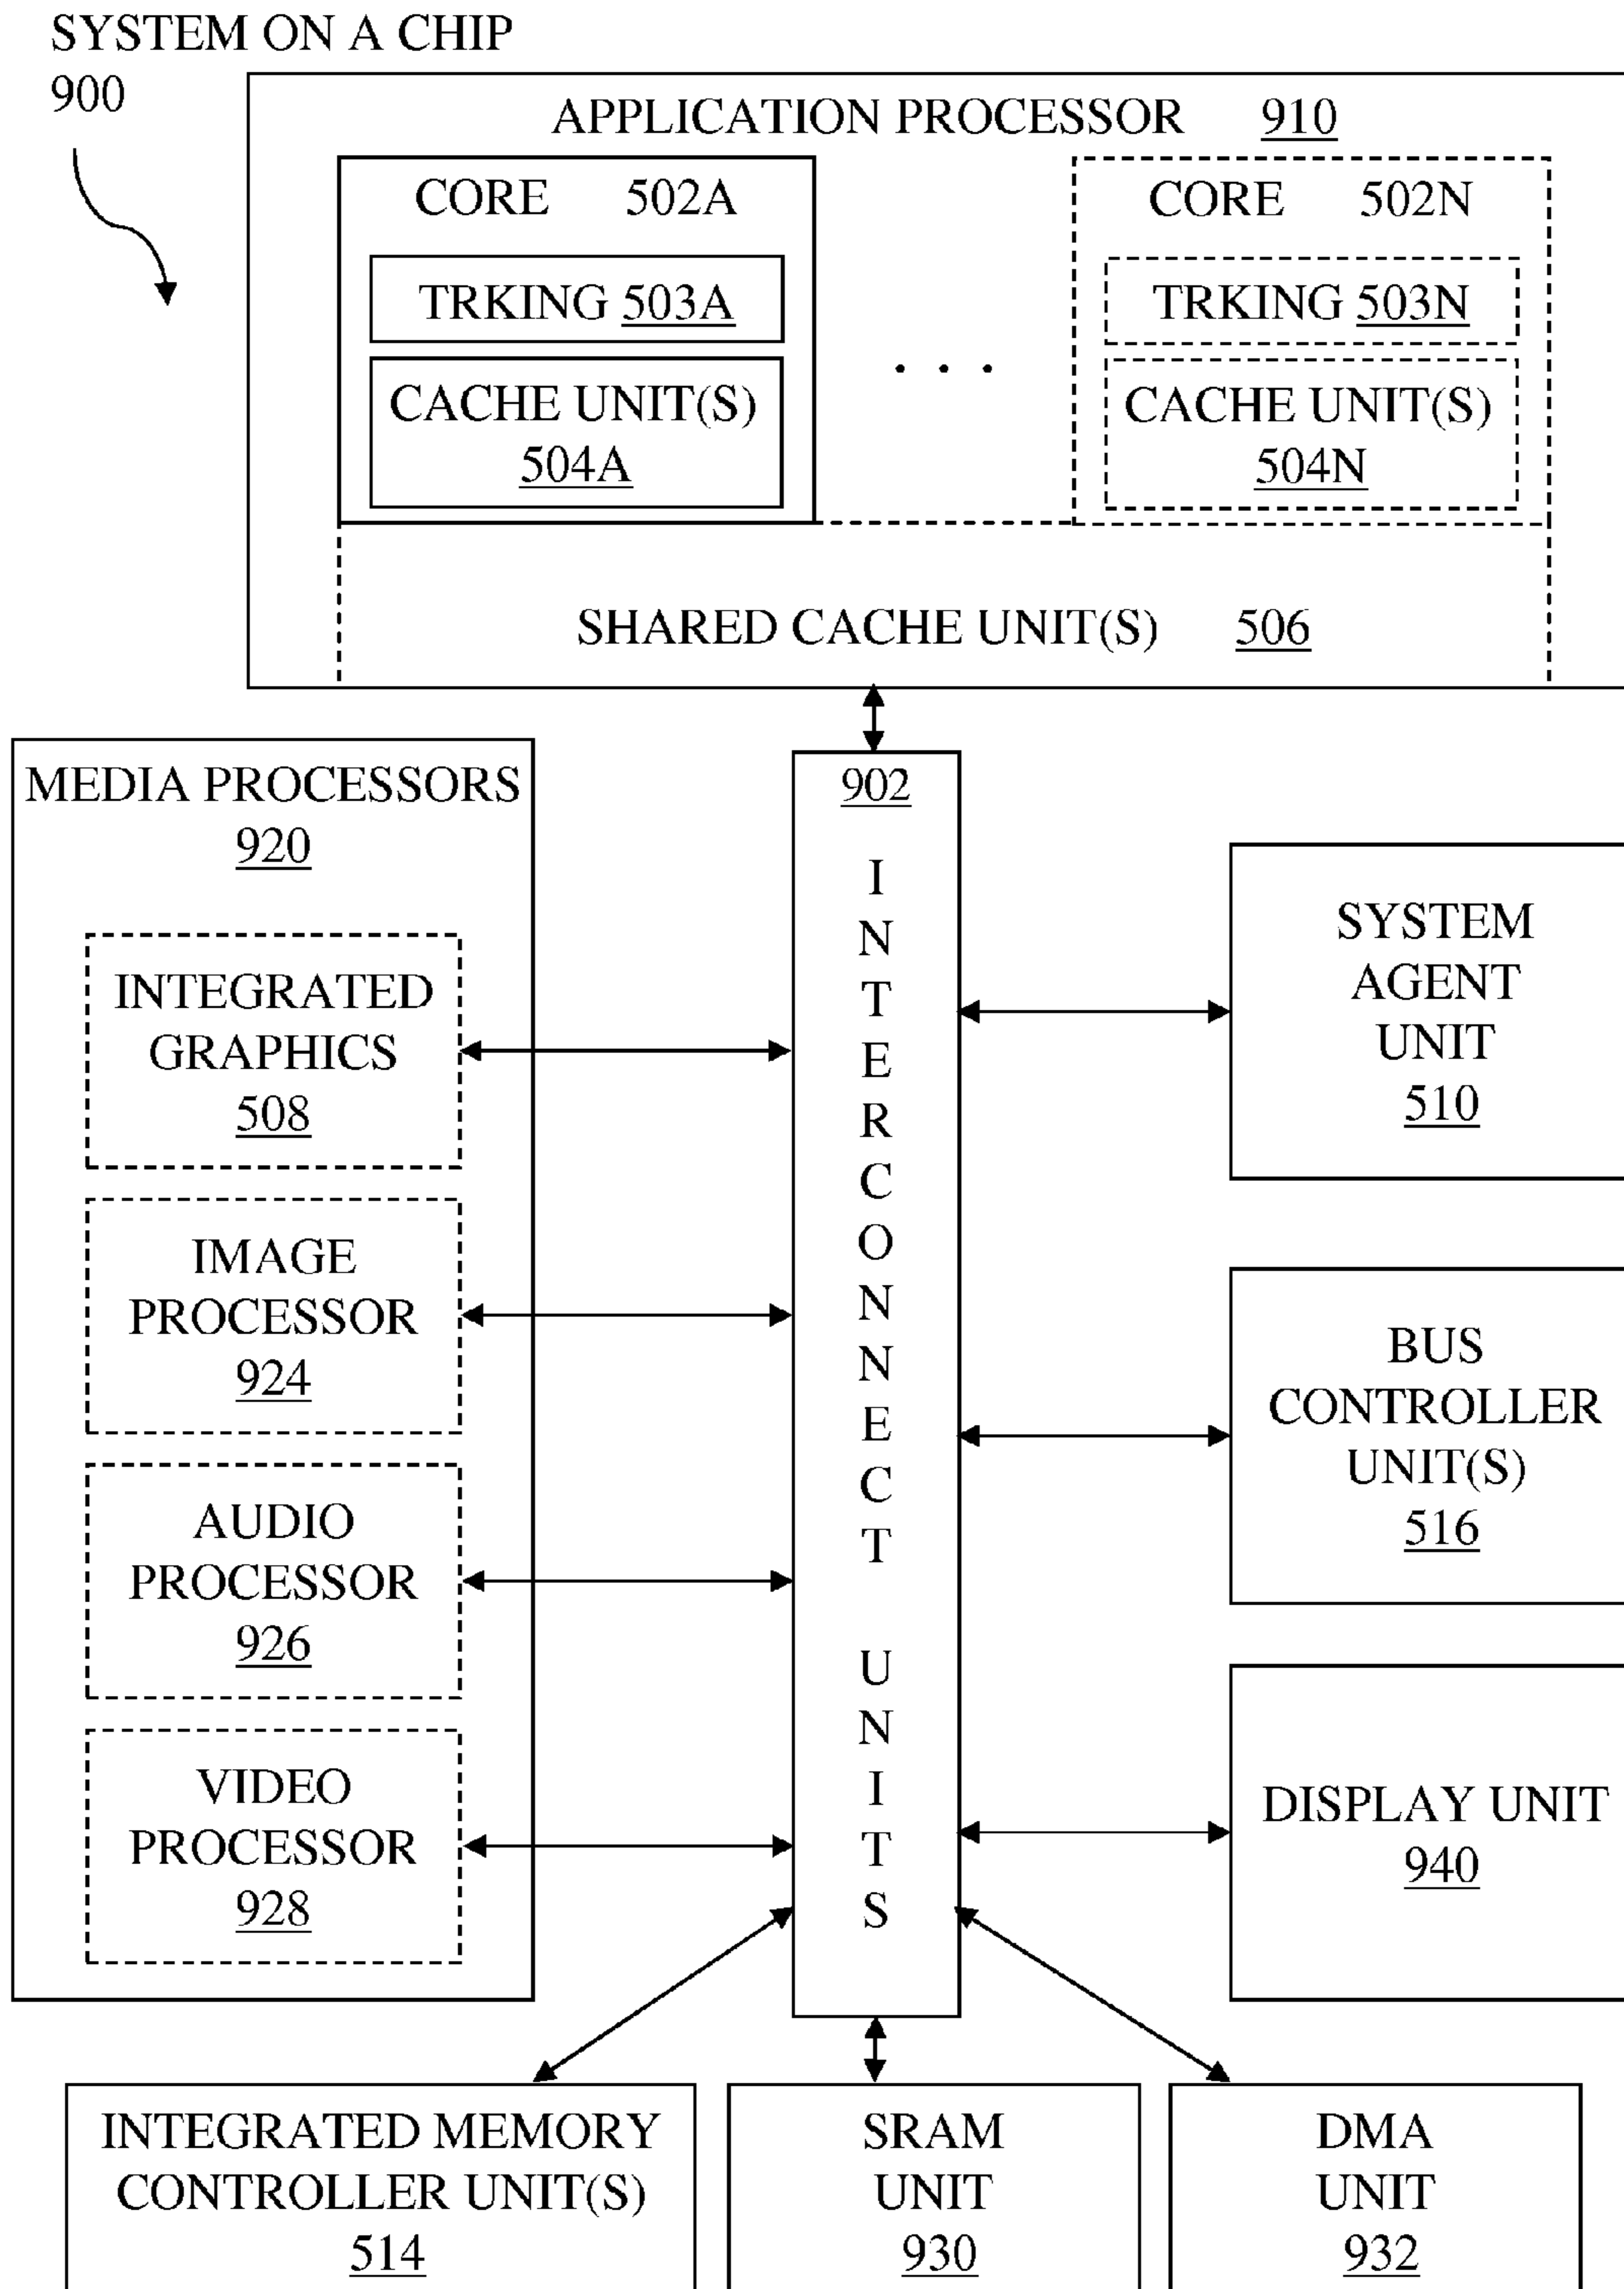 SYSTEM ON A CHIP
900
APPLICATION PROCESSOR 910
CORE 502A
TRKING 503A
CACHE UNIT(S)
504A
. . .
CORE 502N
TRKING 503N
CACHE UNIT(S)
504N
SHARED CACHE UNIT(S) 506
MEDIA PROCESSORS
920
INTEGRATED
GRAPHICS
508
IMAGE
PROCESSOR
924
AUDIO
PROCESSOR
926
VIDEO
PROCESSOR
928
902
INTERCONNECT UNITS
SYSTEM
AGENT
UNIT
510
BUS
CONTROLLER
UNIT(S)
516
DISPLAY UNIT
940
INTEGRATED MEMORY
CONTROLLER UNIT(S)
514
SRAM
UNIT
930
DMA
UNIT
932